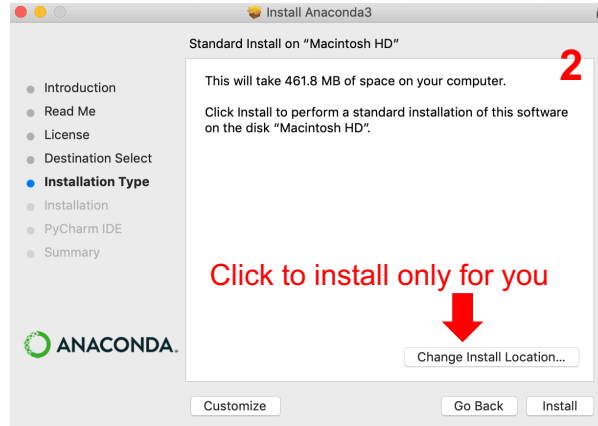 Install Anaconda3
Standard Install on “Macintosh HD”
2
Introduction
Read Me
License
Destination Select
Installation Type
Installation
PyCharm IDE
Summary
This will take 461.8 MB of space on your computer.
Click Install to perform a standard installation of this software
on the disk “Macintosh HD”.
Click to install only for you
ANACONDA.
Change Install Location...
Customize
Go Back
Install